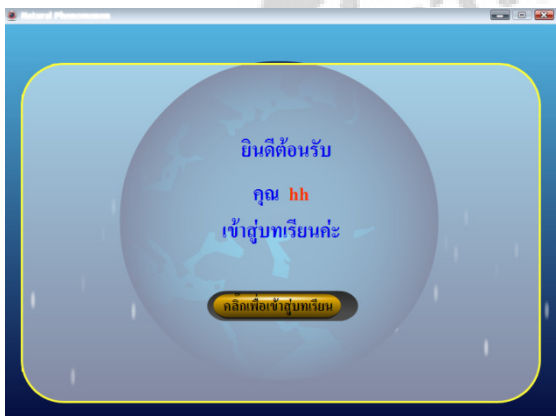 Natural Phenomenon
ยินดีต้อนรับ
คุณ hh
เข้าสู่บทเรียนค่ะ
คลิ๊กเพื่อเข้าสู่บทเรียน